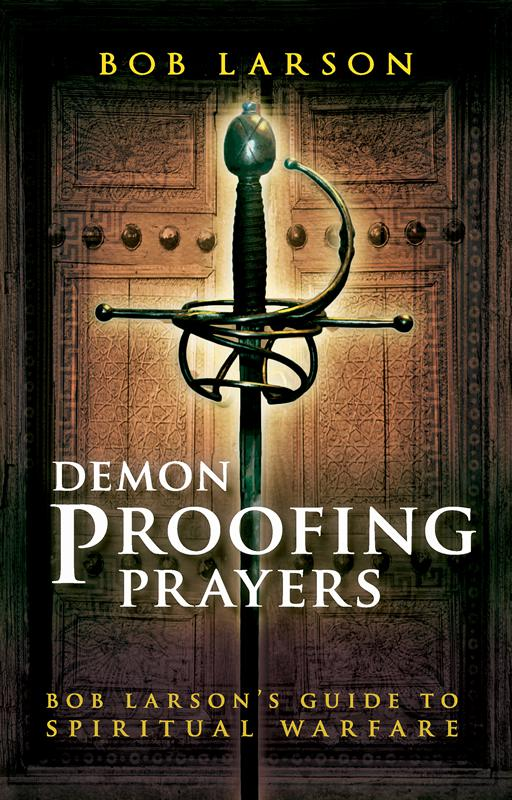 BOB LARSON
DEMON
PROOFING
PRAYERS
BOB LARSON'S GUIDE TO
SPIRITUAL WARFARE